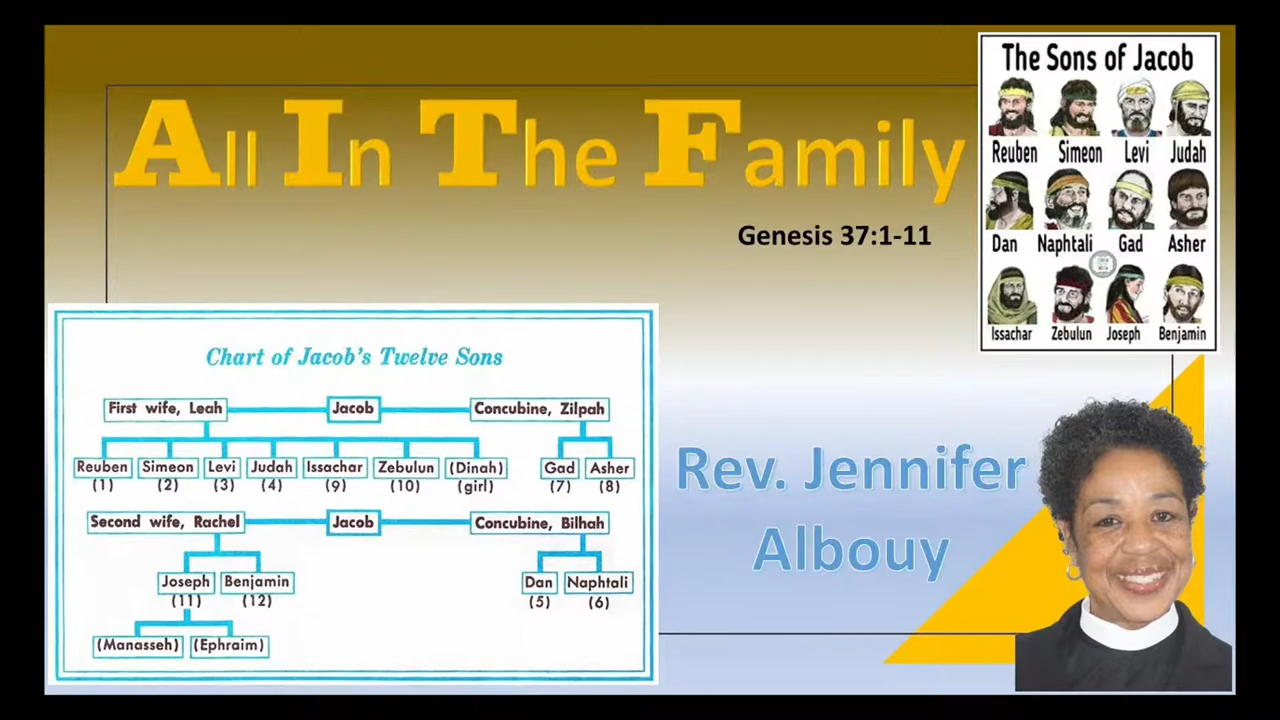 All In The Family
Genesis 37:1-11
The Sons of Jacob
Reuben Simeon Levi Judah
Dan Naphtali Gad Asher
Issachar Zebulun Joseph Benjamin
Chart of Jacob's Twelve Sons
First wife, Leah Jacob Concubine, Zilpah
Reuben Simeon Levi Judah Issachar Zebulun (Dinah) Gad Asher
(1) (2) (3) (4) (9) (10) (girl) (7) (8)
Second wife, Rachel Jacob Concubine, Bilhah
Joseph Benjamin Dan Naphtali
(11) (12) (5) (6)
(Manasseh) (Ephraim)
Rev. Jennifer
Albouy